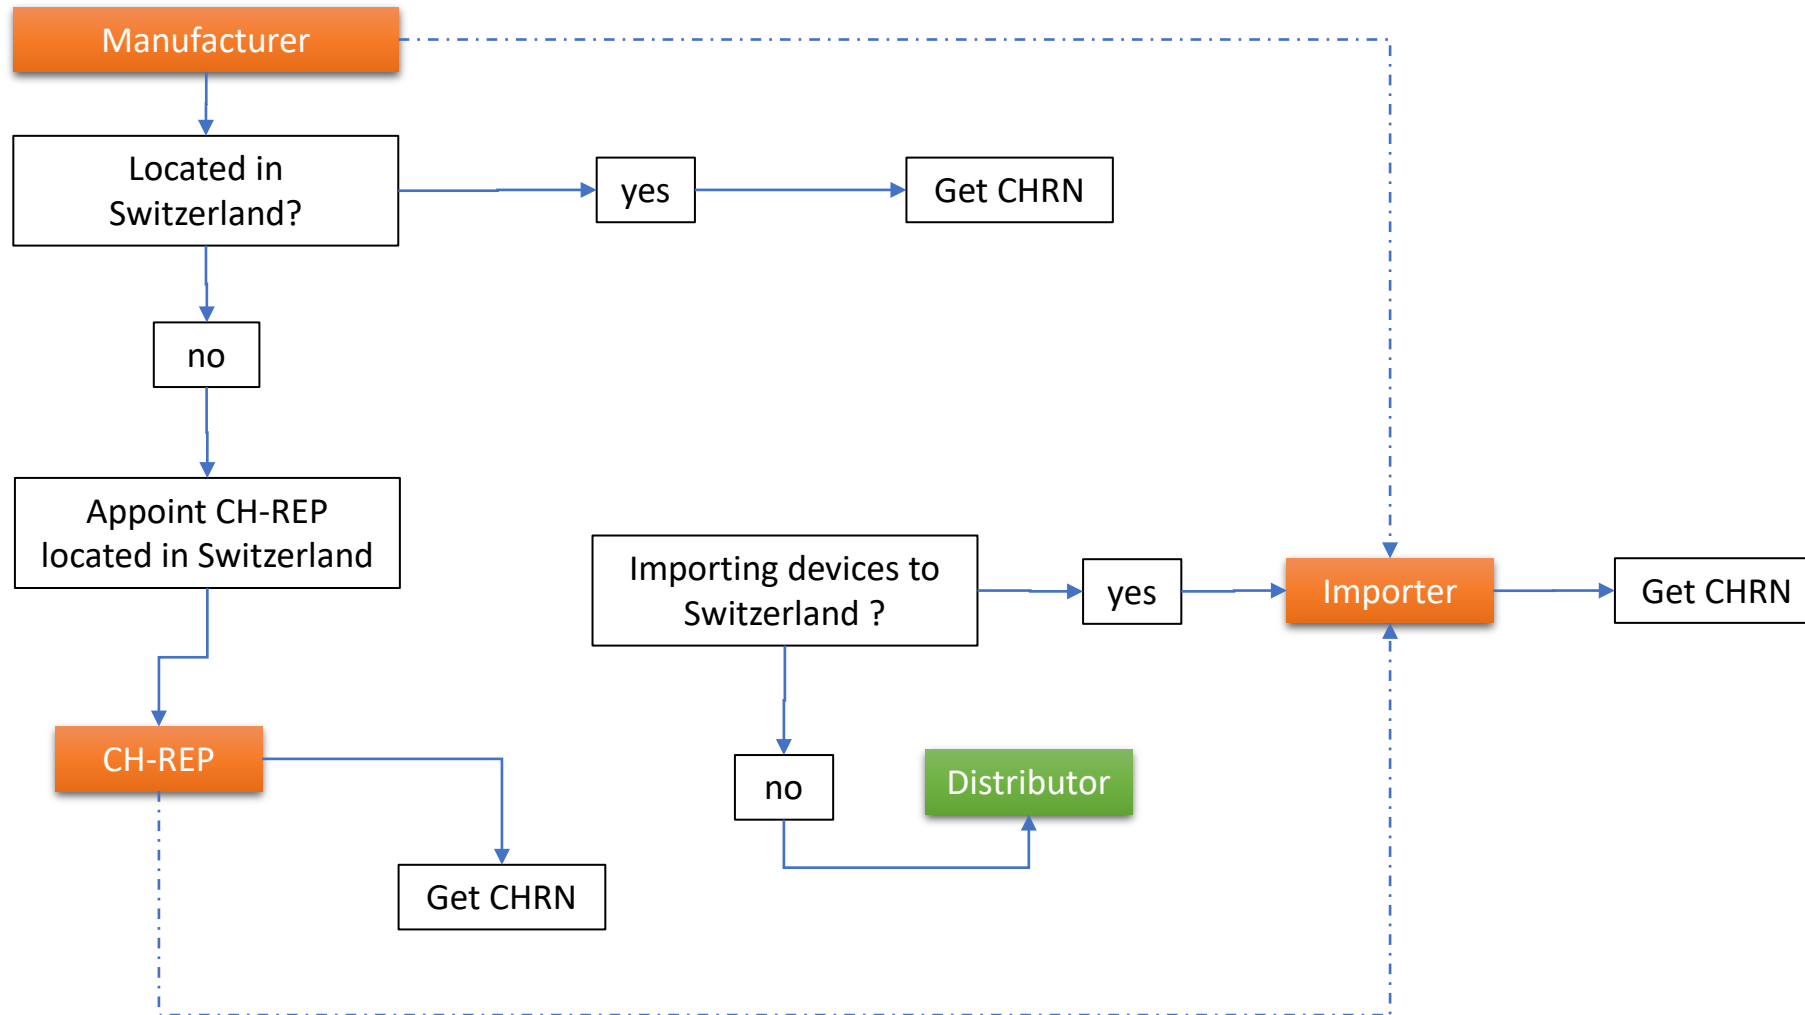 Manufacturer
Located in
Switzerland?
yes
Get CHRN
no
Appoint CH-REP
located in Switzerland
Importing devices to
Switzerland ?
yes
Importer
Get CHRN
CH-REP
no
Distributor
Get CHRN